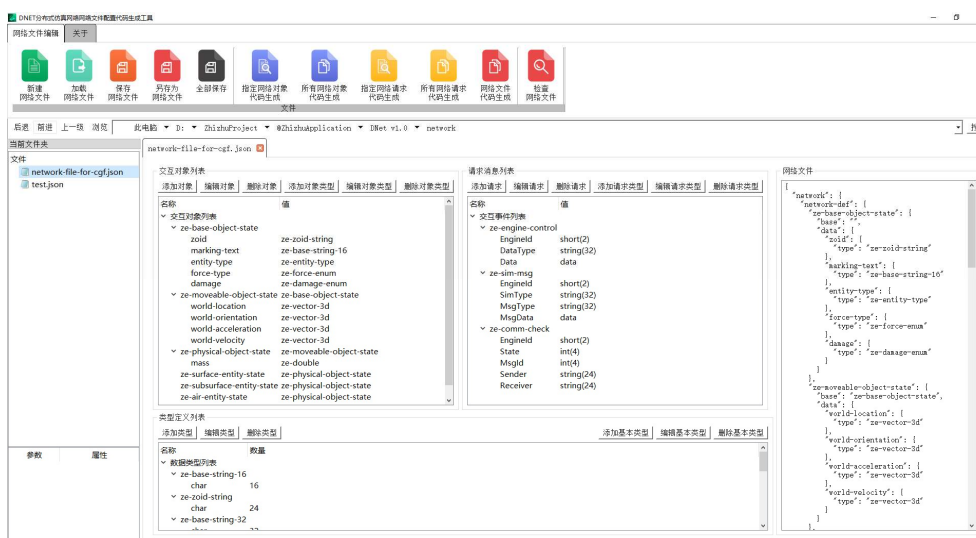 DNET分布式仿真网络网络文件配置代码生成工具
网络文件编辑 关于
新建 网络文件
加载 网络文件
保存 网络文件
另存为 网络文件
全部保存
指定网络对象 代码生成
所有网络对象 代码生成
指定网络请求 代码生成
所有网络请求 代码生成
网络文件 代码生成
检查 网络文件
文件
后退 前进 上一级 浏览 此电脑 D: ZhizhuProject @ZhizhuApplication DNet v1.0 network
当前文件夹
文件
network-file-for-cgf.json
test.json
参数 属性
network-file-for-cgf.json
交互对象列表
添加对象 编辑对象 删除对象 添加对象类型 编辑对象类型 删除对象类型
名称 值
交互对象列表
ze-base-object-state
zoid ze-zoid-string
marking-text ze-base-string-16
entity-type ze-entity-type
force-type ze-force-enum
damage ze-damage-enum
ze-moveable-object-state ze-base-object-state
world-location ze-vector-3d
world-orientation ze-vector-3d
world-acceleration ze-vector-3d
world-velocity ze-vector-3d
ze-physical-object-state ze-moveable-object-state
mass ze-double
ze-surface-entity-state ze-physical-object-state
ze-subsurface-entity-state ze-physical-object-state
ze-air-entity-state ze-physical-object-state
请求消息列表
添加请求 编辑请求 删除请求 添加请求类型 编辑请求类型 删除请求类型
名称 值
交互事件列表
ze-engine-control
EngineId short(2)
DataType string(32)
Data data
ze-sim-msg
EngineId short(2)
SimType string(32)
MsgType string(32)
MsgData data
ze-comm-check
EngineId short(2)
State int(4)
MsgId int(4)
Sender string(24)
Receiver string(24)
类型定义列表
添加类型 编辑类型 删除类型 添加基本类型 编辑基本类型 删除基本类型
名称 数量
数据类型列表
ze-base-string-16
char 16
ze-zoid-string
char 24
ze-base-string-32
网络文件
{
"network": {
"network-def": {
"ze-base-object-state": {
"base": "",
"data": {
"zoid": {
"type": "ze-zoid-string"
},
"marking-text": {
"type": "ze-base-string-16"
},
"entity-type": {
"type": "ze-entity-type"
},
"force-type": {
"type": "ze-force-enum"
},
"damage": {
"type": "ze-damage-enum"
}
}
},
"ze-moveable-object-state": {
"base": "ze-base-object-state",
"data": {
"world-location": {
"type": "ze-vector-3d"
},
"world-orientation": {
"type": "ze-vector-3d"
},
"world-acceleration": {
"type": "ze-vector-3d"
},
"world-velocity": {
"type": "ze-vector-3d"
}
}
},